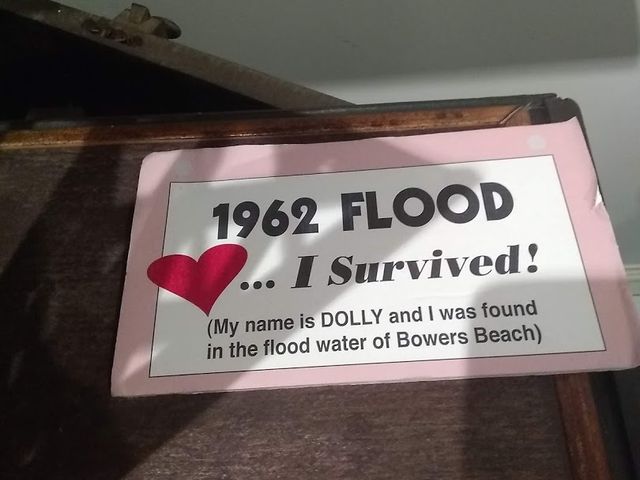 1962 FLOOD
... I Survived!
(My name is DOLLY and I was found
in the flood water of Bowers Beach)